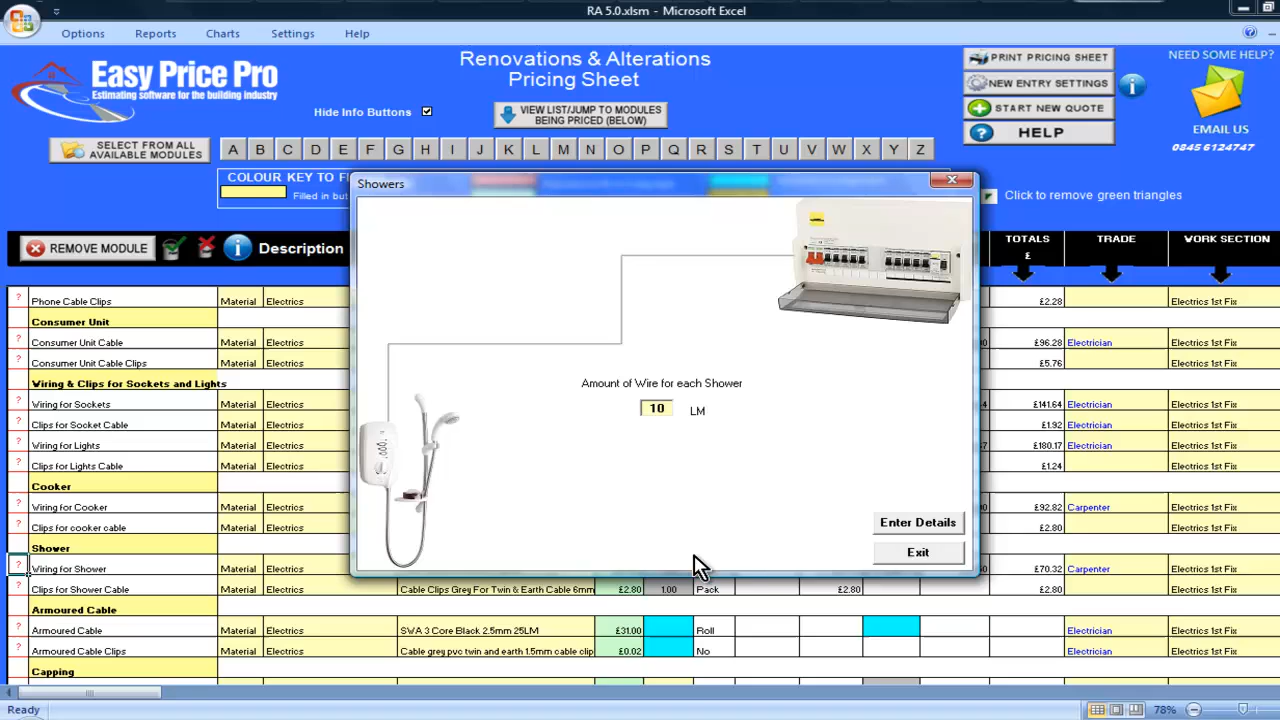 RA 5.0.xlsm - Microsoft Excel
Options Reports Charts Settings Help
Easy Price Pro
Estimating software for the building industry
Renovations & Alterations
Pricing Sheet
Hide Info Buttons
VIEW LIST/JUMP TO MODULES
BEING PRICED (BELOW)
PRINT PRICING SHEET
NEW ENTRY SETTINGS
START NEW QUOTE
HELP
NEED SOME HELP?
EMAIL US
0845 6124747
SELECT FROM ALL
AVAILABLE MODULES
A B C D E F G H I J K L M N O P Q R S T U V W X Y Z
COLOUR KEY TO
Filled in
Click to remove green triangles
Showers
Amount of Wire for each Shower
10 LM
Enter Details
Exit
REMOVE MODULE Description TOTALS TRADE WORK SECTION
£
? Phone Cable Clips Material Electrics £2.28 Electrics 1st Fix
Consumer Unit
? Consumer Unit Cable Material Electrics £96.28 Electrician Electrics 1st Fix
? Consumer Unit Cable Clips Material Electrics £5.76 Electrics 1st Fix
Wiring & Clips for Sockets and Lights
? Wiring for Sockets Material Electrics £141.64 Electrician Electrics 1st Fix
? Clips for Socket Cable Material Electrics £1.92 Electrician Electrics 1st Fix
? Wiring for Lights Material Electrics £180.17 Electrician Electrics 1st Fix
? Clips for Lights Cable Material Electrics £1.24 Electrician Electrics 1st Fix
Cooker
? Wiring for Cooker Material Electrics £92.82 Carpenter Electrics 1st Fix
? Clips for cooker cable Material Electrics £2.80 Electrics 1st Fix
Shower
? Wiring for Shower Material Electrics £70.32 Carpenter Electrics 1st Fix
? Clips for Shower Cable Material Electrics Cable Clips Grey For Twin & Earth Cable 6mm £2.80 1.00 Pack £2.80 £2.80 Electrics 1st Fix
Armoured Cable
? Armoured Cable Material Electrics SWA 3 Core Black 2.5mm 25LM £31.00 Roll Electrician Electrics 1st Fix
? Armoured Cable Clips Material Electrics Cable grey pvc twin and earth 1.5mm cable clip £0.02 No Electrician Electrics 1st Fix
Capping
Ready 78%